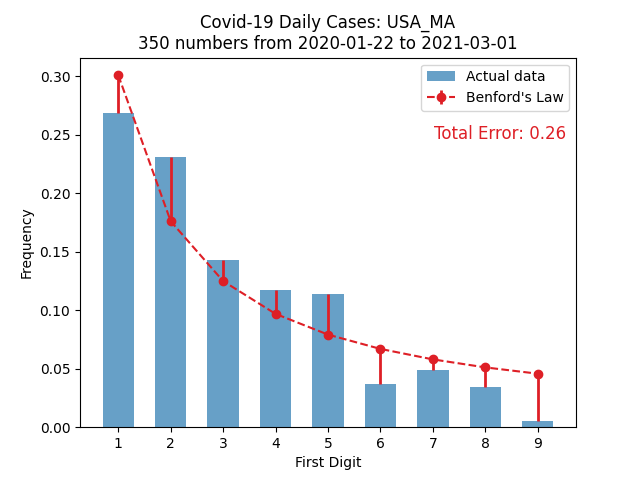 Covid-19 Daily Cases: USA_MA
350 numbers from 2020-01-22 to 2021-03-01
Actual data
Benford's Law
Total Error: 0.26
Frequency
0.30
0.25
0.20
0.15
0.10
0.05
0.00
1 2 3 4 5 6 7 8 9
First Digit